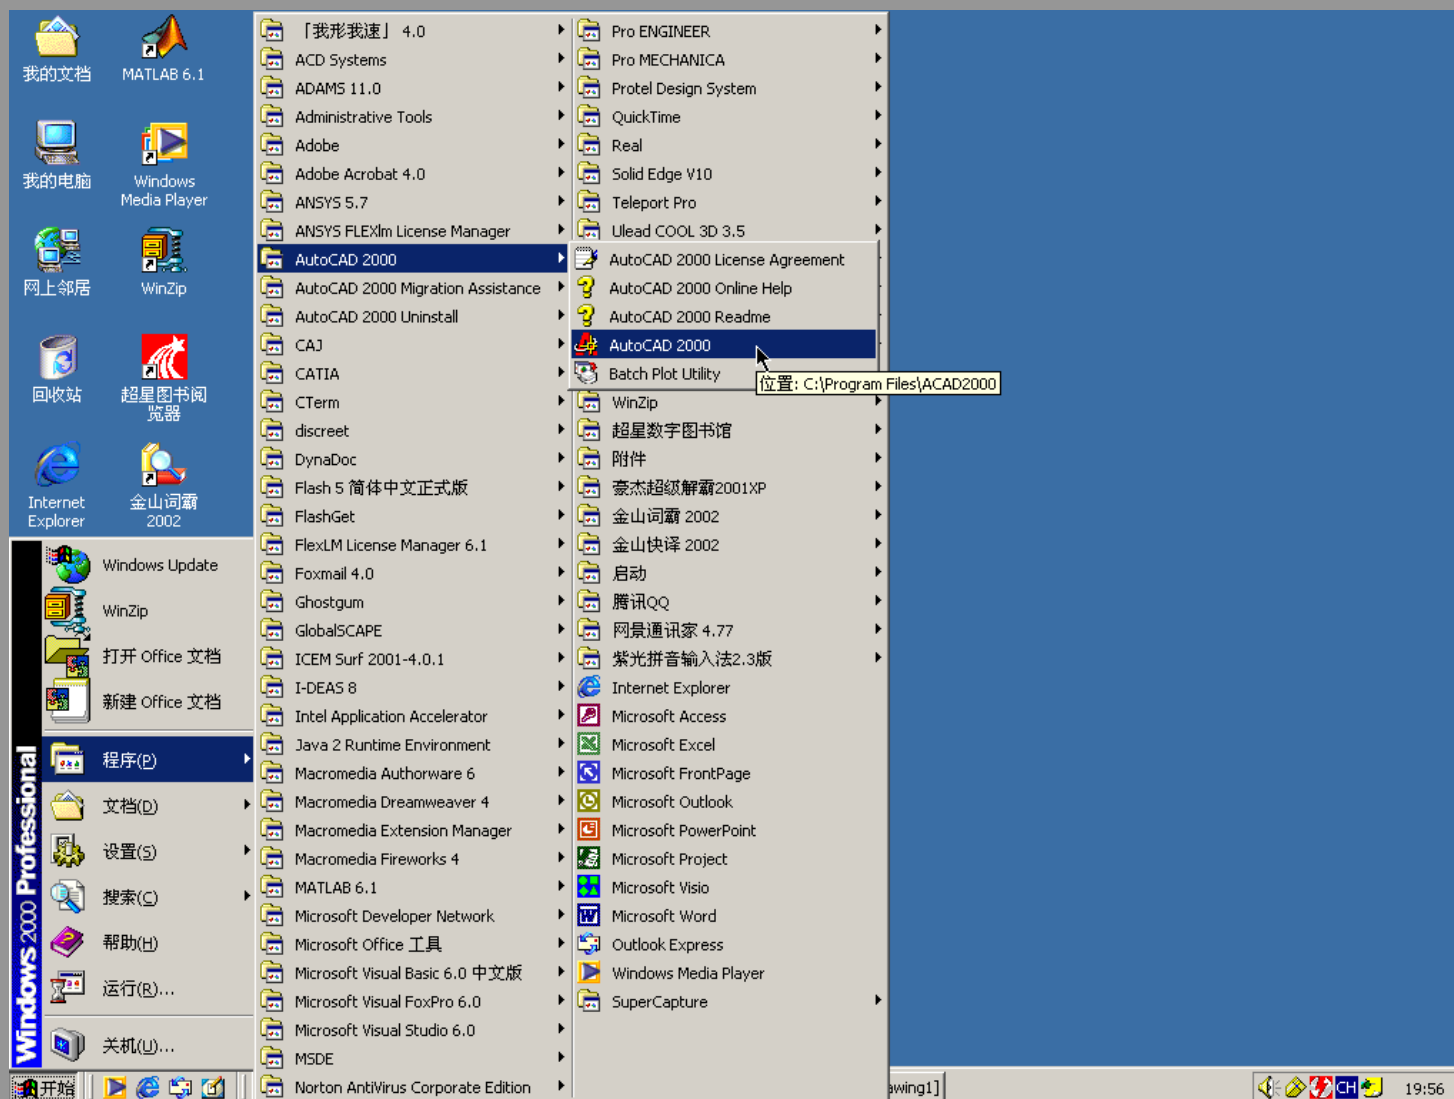 我的文档
MATLAB 6.1
我的电脑
Windows
Media Player
网上邻居
WinZip
回收站
超星图书阅
览器
Internet
Explorer
金山词霸
2002
「我形我速」 4.0
ACD Systems
ADAMS 11.0
Administrative Tools
Adobe
Adobe Acrobat 4.0
ANSYS 5.7
ANSYS FLEXlm License Manager
AutoCAD 2000
AutoCAD 2000 Migration Assistance
AutoCAD 2000 Uninstall
CAJ
CATIA
CTerm
discreet
DynaDoc
Flash 5 简体中文正式版
FlashGet
FlexLM License Manager 6.1
Foxmail 4.0
Ghostgum
GlobalSCAPE
ICEM Surf 2001-4.0.1
I-DEAS 8
Intel Application Accelerator
Java 2 Runtime Environment
Macromedia Authorware 6
Macromedia Dreamweaver 4
Macromedia Extension Manager
Macromedia Fireworks 4
MATLAB 6.1
Microsoft Developer Network
Microsoft Office 工具
Microsoft Visual Basic 6.0 中文版
Microsoft Visual FoxPro 6.0
Microsoft Visual Studio 6.0
MSDE
Norton AntiVirus Corporate Edition
Pro ENGINEER
Pro MECHANICA
Protel Design System
QuickTime
Real
Solid Edge V10
Teleport Pro
Ulead COOL 3D 3.5
AutoCAD 2000 License Agreement
AutoCAD 2000 Online Help
AutoCAD 2000 Readme
AutoCAD 2000
Batch Plot Utility
位置: C:\Program Files\ACAD2000
WinZip
超星数字图书馆
附件
豪杰超级解霸2001XP
金山词霸 2002
金山快译 2002
启动
腾讯QQ
网景通讯家 4.77
紫光拼音输入法2.3版
Internet Explorer
Microsoft Access
Microsoft Excel
Microsoft FrontPage
Microsoft Outlook
Microsoft PowerPoint
Microsoft Project
Microsoft Visio
Microsoft Word
Outlook Express
Windows Media Player
SuperCapture
Windows Update
WinZip
打开 Office 文档
新建 Office 文档
程序(P)
文档(D)
设置(S)
搜索(C)
帮助(H)
运行(R)...
关机(U)...
Windows 2000 Professional
开始
awing1]
CH
19:56